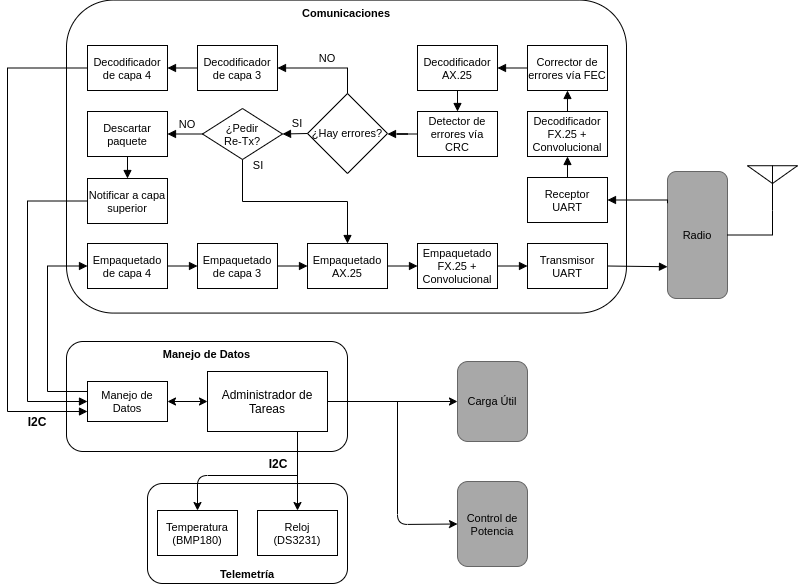 Comunicaciones
NO
Decodificador
de capa 4
Decodificador
de capa 3
Decodificador
AX.25
Corrector de
errores vía FEC
Descartar
paquete
NO
¿Pedir
Re-Tx?
SI
¿Hay errores?
Detector de
errores vía
CRC
Decodificador
FX.25 +
Convolucional
SI
Notificar a capa
superior
Receptor
UART
Radio
Empaquetado
de capa 4
Empaquetado
de capa 3
Empaquetado
AX.25
Empaquetado
FX.25 +
Convolucional
Transmisor
UART
Manejo de Datos
Manejo de
Datos
Administrador de
Tareas
Carga Útil
I2C
I2C
Temperatura
(BMP180)
Reloj
(DS3231)
Control de
Potencia
Telemetría